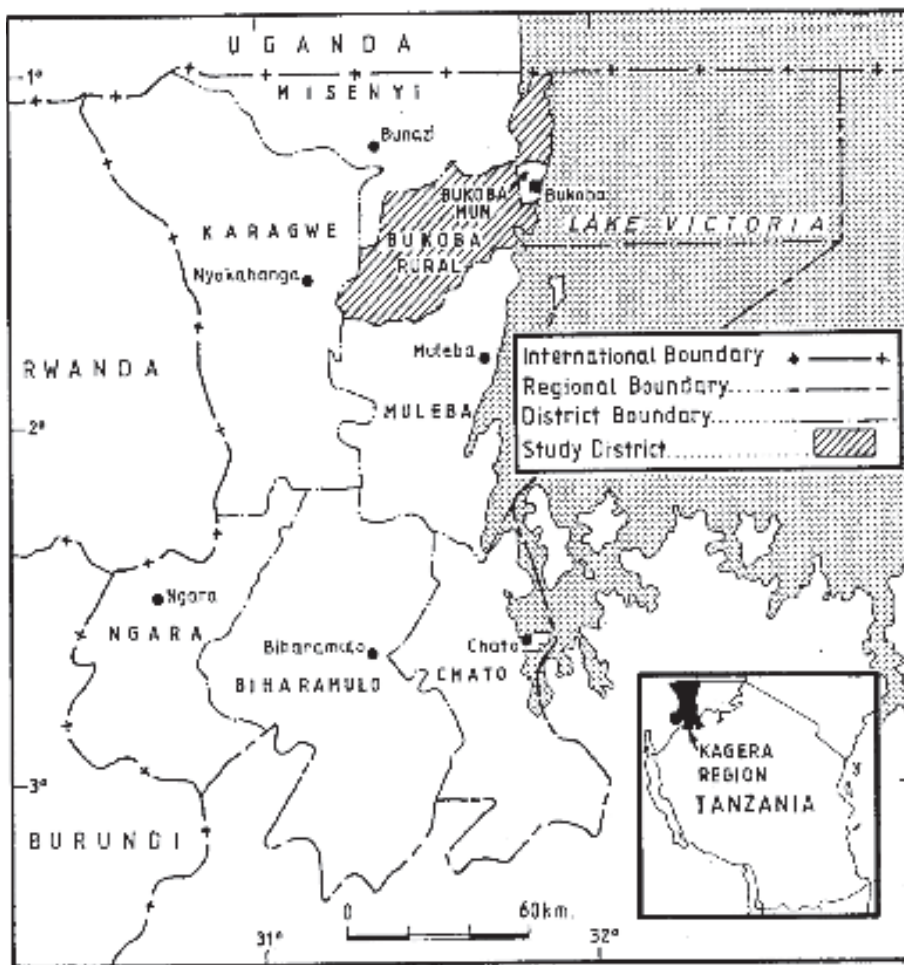 UGANDA
1°
MISENYI
Bunazi
BUKOBA
MUN
Bukoba
KARAGWE
BUKOBA
RURAL
LAKE VICTORIA
Nyakahanga
Muleba
RWANDA
MULEBA
International Boundary
Regional Boundary
District Boundary
Study District
2°
Ngara
NGARA
Biharamulo
BIHARAMULO
Chato
CHATO
KAGERA
REGION
TANZANIA
3°
BURUNDI
0 60km.
31° 32°